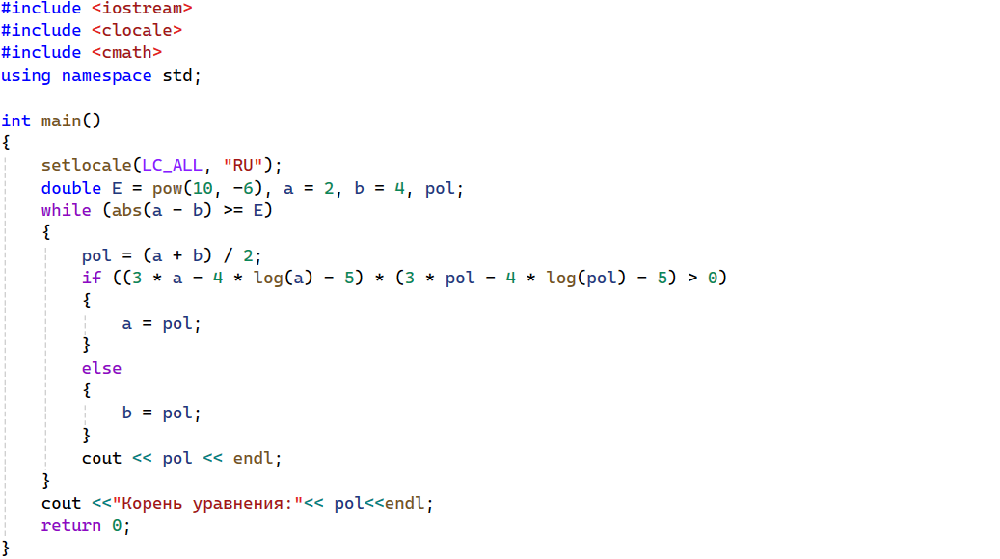 #include <iostream>
#include <clocale>
#include <cmath>
using namespace std;

int main()
{
    setlocale(LC_ALL, "RU");
    double E = pow(10, -6), a = 2, b = 4, pol;
    while (abs(a - b) >= E)
    {
        pol = (a + b) / 2;
        if ((3 * a - 4 * log(a) - 5) * (3 * pol - 4 * log(pol) - 5) > 0)
        {
            a = pol;
        }
        else
        {
            b = pol;
        }
        cout << pol << endl;
    }
    cout <<"Корень уравнения:"<< pol<<endl;
    return 0;
}